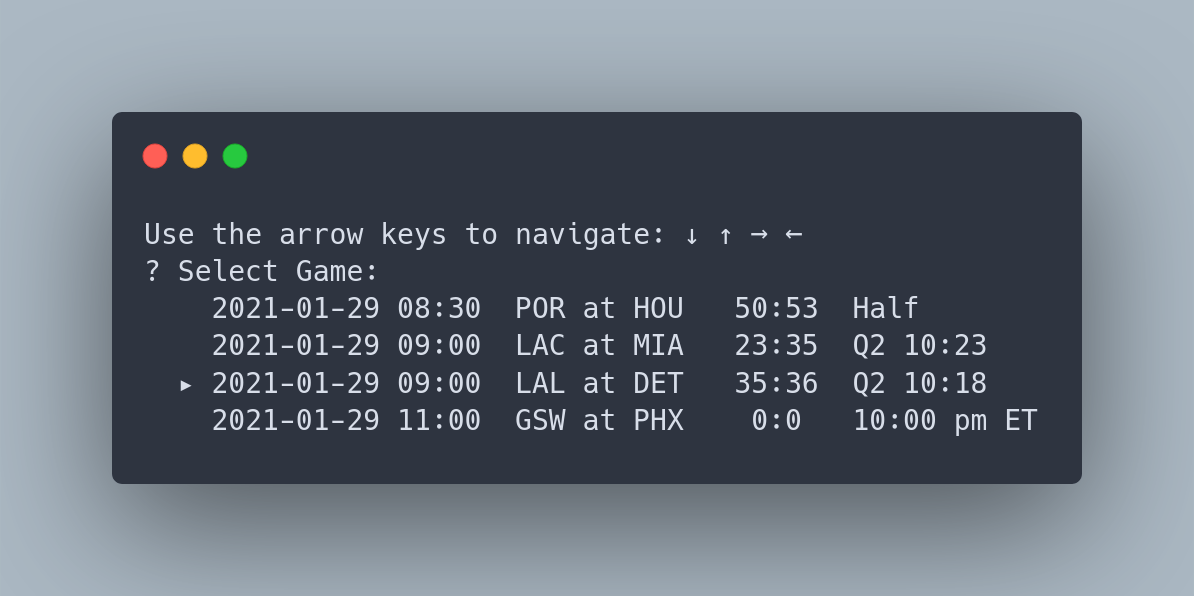 Use the arrow keys to navigate: ↓ ↑ → ←
? Select Game:
2021-01-29 08:30  POR at HOU   50:53  Half
2021-01-29 09:00  LAC at MIA   23:35  Q2 10:23
▸ 2021-01-29 09:00  LAL at DET   35:36  Q2 10:18
2021-01-29 11:00  GSW at PHX    0:0   10:00 pm ET